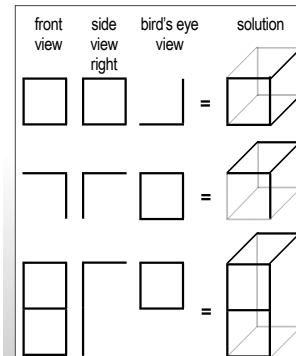 front side bird's eye solution
view view view
right
=
=
=